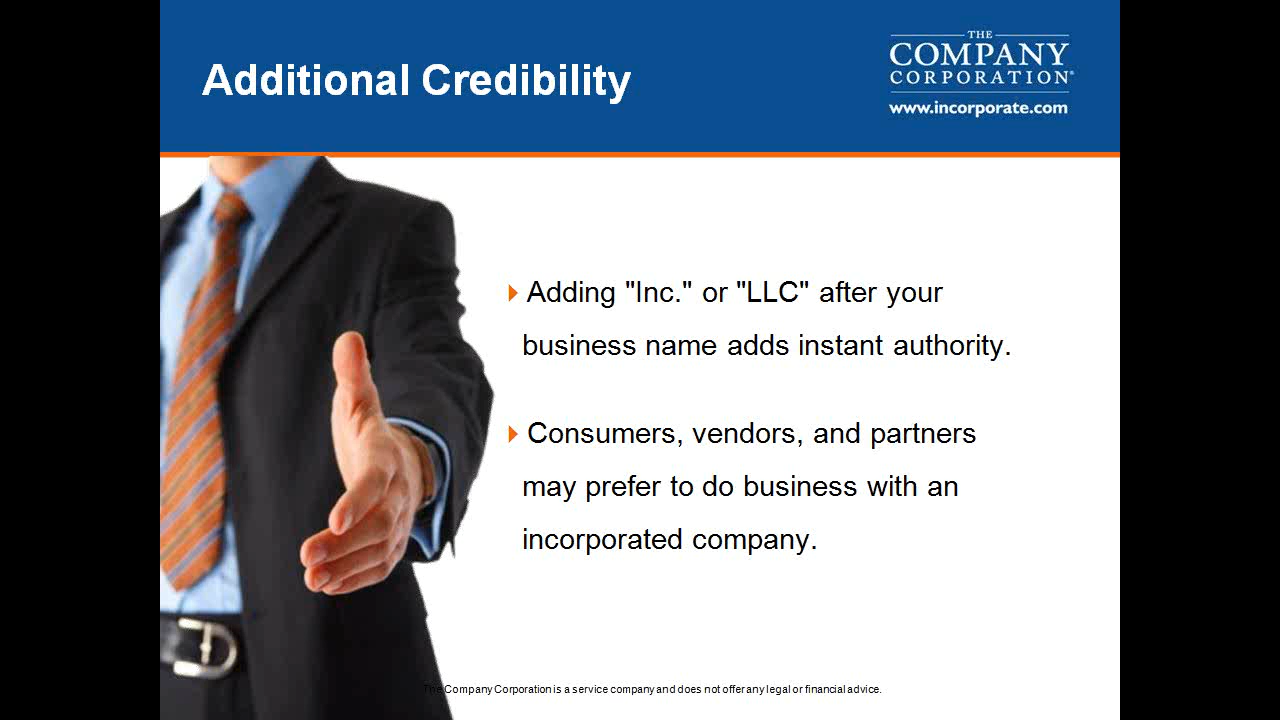 Additional Credibility
THE
COMPANY
CORPORATION®
www.incorporate.com
Adding "Inc." or "LLC" after your
business name adds instant authority.
Consumers, vendors, and partners
may prefer to do business with an
incorporated company.
The Company Corporation is a service company and does not offer any legal or financial advice.